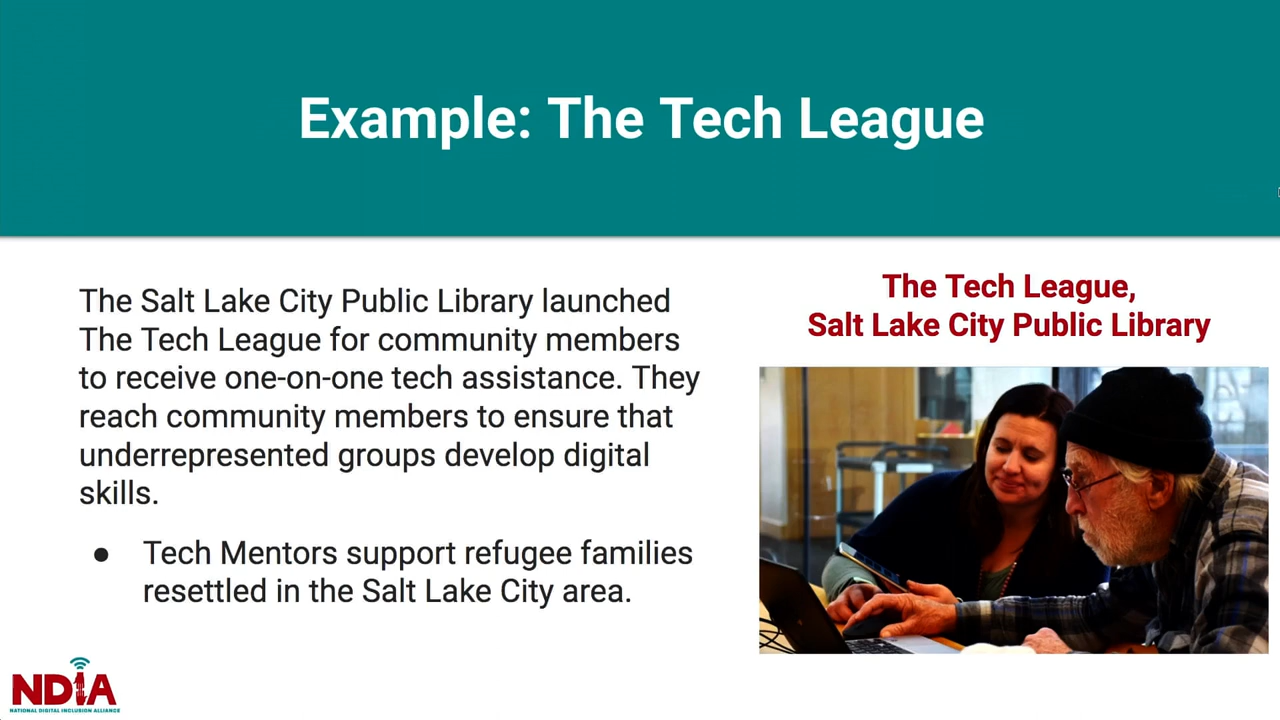 Example: The Tech League
The Salt Lake City Public Library launched
The Tech League for community members
to receive one-on-one tech assistance. They
reach community members to ensure that
underrepresented groups develop digital
skills.
● Tech Mentors support refugee families
resettled in the Salt Lake City area.
The Tech League,
Salt Lake City Public Library
NDIA
NATIONAL DIGITAL INCLUSION ALLIANCE